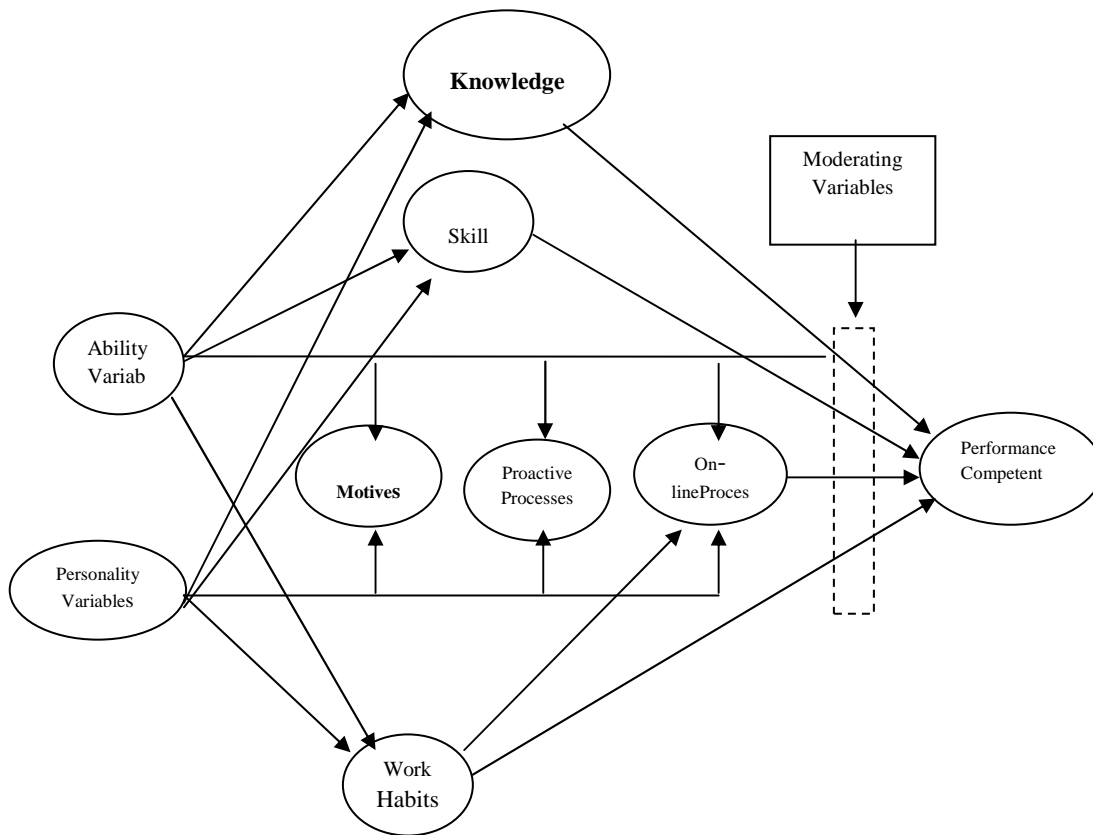 Knowledge
Moderating
Variables
Skill
Ability
Variab
Motives
Proactive
Processes
On-
lineProces
Performance
Competent
Personality
Variables
Work
Habits